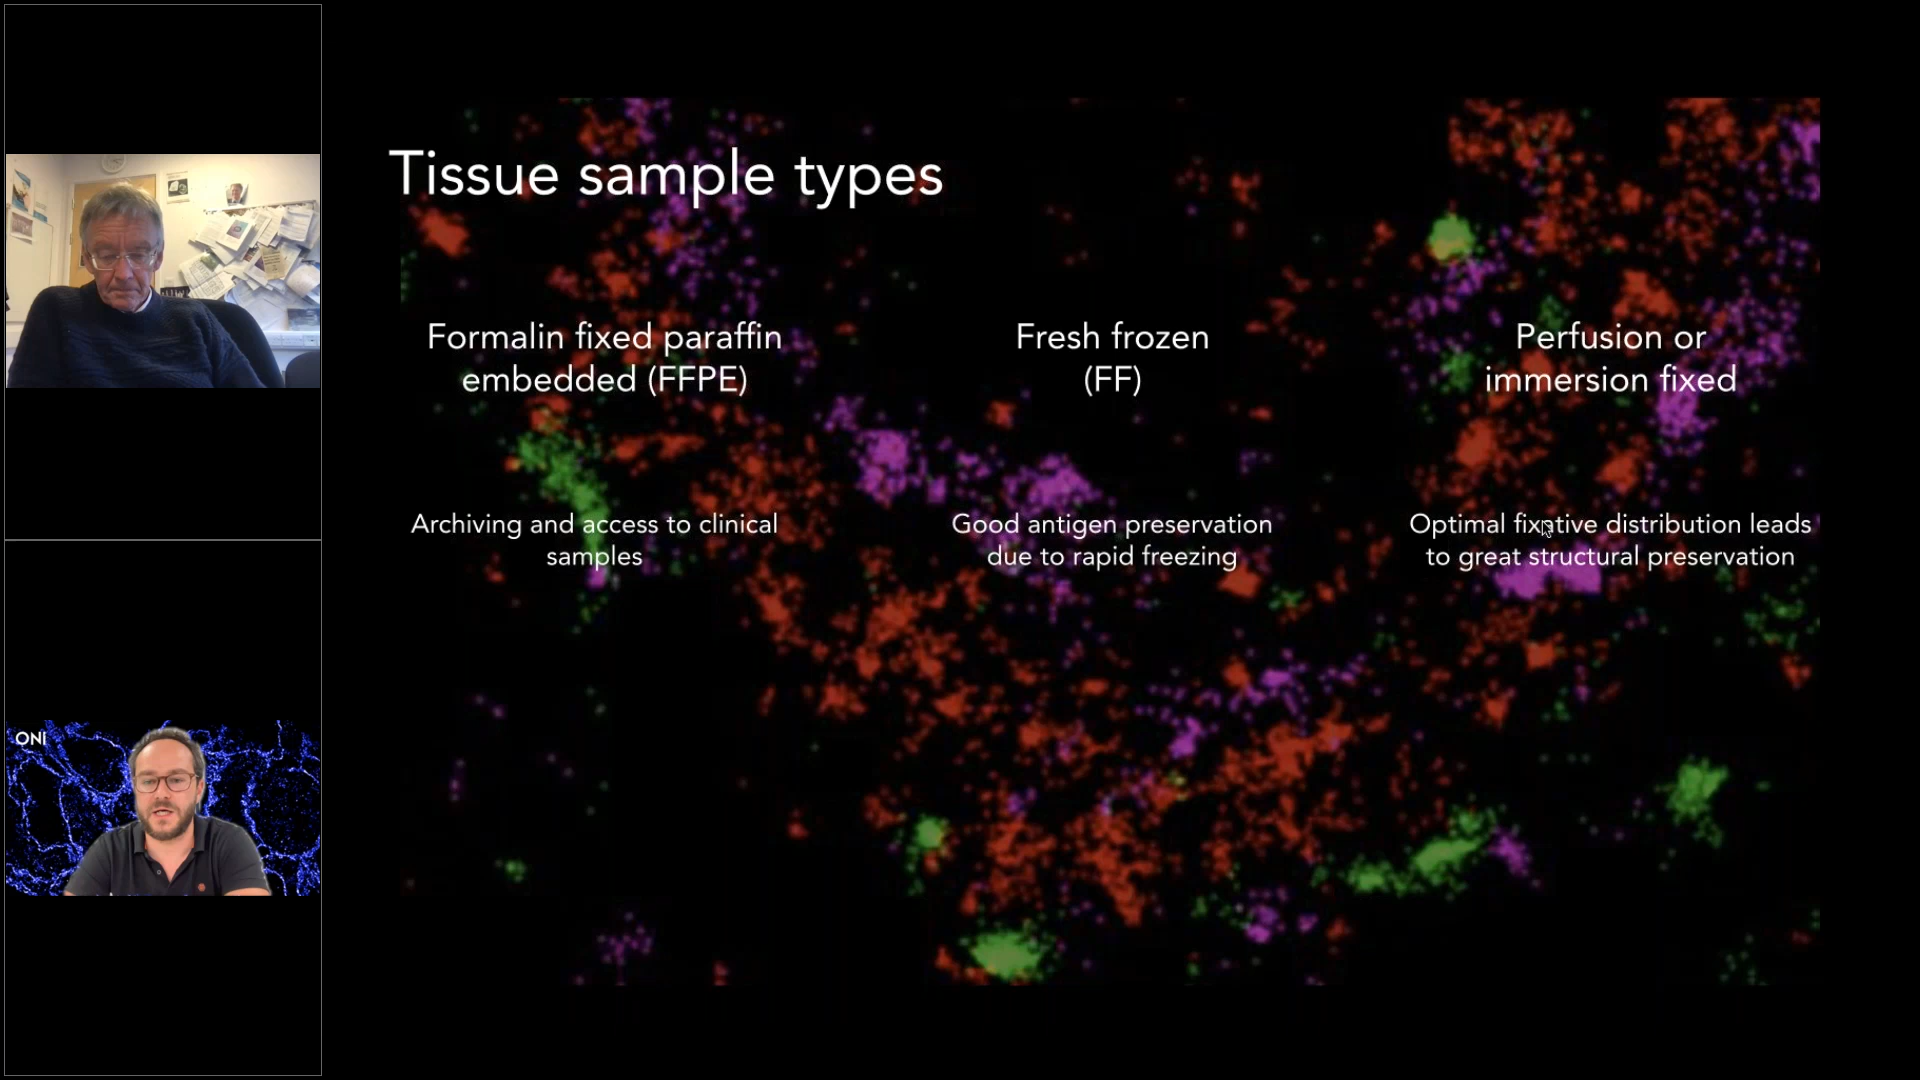 Tissue sample types
Formalin fixed paraffin
embedded (FFPE)
Fresh frozen
(FF)
Perfusion or
immersion fixed
Archiving and access to clinical
samples
Good antigen preservation
due to rapid freezing
Optimal fixative distribution leads
to great structural preservation
ONI